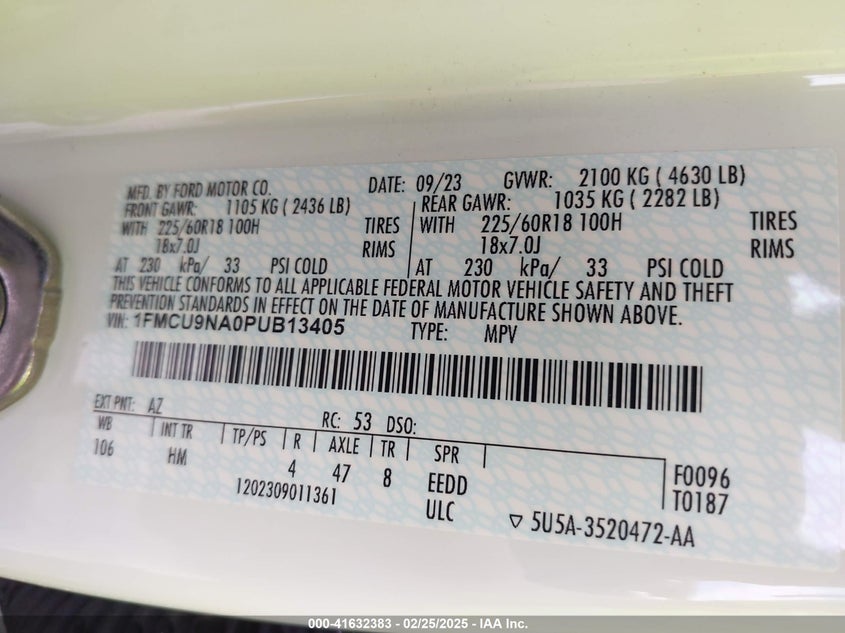 MFD. BY FORD MOTOR CO. DATE: 09/23 GVWR: 2100 KG ( 4630 LB)
FRONT GAWR: 1105 KG ( 2436 LB) REAR GAWR: 1035 KG ( 2282 LB)
WITH 225/60R18 100H TIRES WITH 225/60R18 100H TIRES
18x7.0J RIMS 18x7.0J RIMS
AT 230 kPa/ 33 PSI COLD AT 230 kPa/ 33 PSI COLD
THIS VEHICLE CONFORMS TO ALL APPLICABLE FEDERAL MOTOR VEHICLE SAFETY AND THEFT
PREVENTION STANDARDS IN EFFECT ON THE DATE OF MANUFACTURE SHOWN ABOVE.
VIN: 1FMCU9NA0PUB13405 TYPE: MPV
EXT PNT: AZ RC: 53 DSO:
WB INT TR TP/PS R AXLE TR SPR
106 HM 4 47 8 EEDD F0096
1202309011361 ULC T0187
▽ 5U5A-3520472-AA
000-41632383 - 02/25/2025 - IAA Inc.